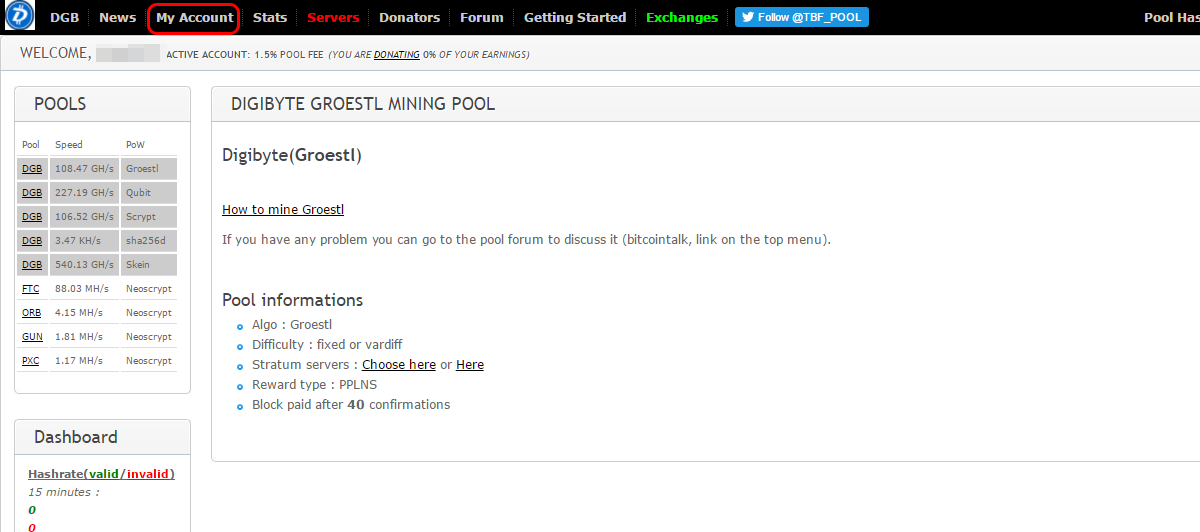 DGB News My Account Stats Servers Donators Forum Getting Started Exchanges Follow @TBF_POOL Pool Has
WELCOME, ACTIVE ACCOUNT: 1.5% POOL FEE (YOU ARE DONATING 0% OF YOUR EARNINGS)
POOLS
Pool Speed PoW
DGB 108.47 GH/s Groestl
DGB 227.19 GH/s Qubit
DGB 106.52 GH/s Scrypt
DGB 3.47 KH/s sha256d
DGB 540.13 GH/s Skein
FTC 88.03 MH/s Neoscrypt
ORB 4.15 MH/s Neoscrypt
GUN 1.81 MH/s Neoscrypt
PXC 1.17 MH/s Neoscrypt
Dashboard
Hashrate(valid/invalid)
15 minutes :
0
0
DIGIBYTE GROESTL MINING POOL
Digibyte(Groestl)
How to mine Groestl
If you have any problem you can go to the pool forum to discuss it (bitcointalk, link on the top menu).
Pool informations
Algo : Groestl
Difficulty : fixed or vardiff
Stratum servers : Choose here or Here
Reward type : PPLNS
Block paid after 40 confirmations